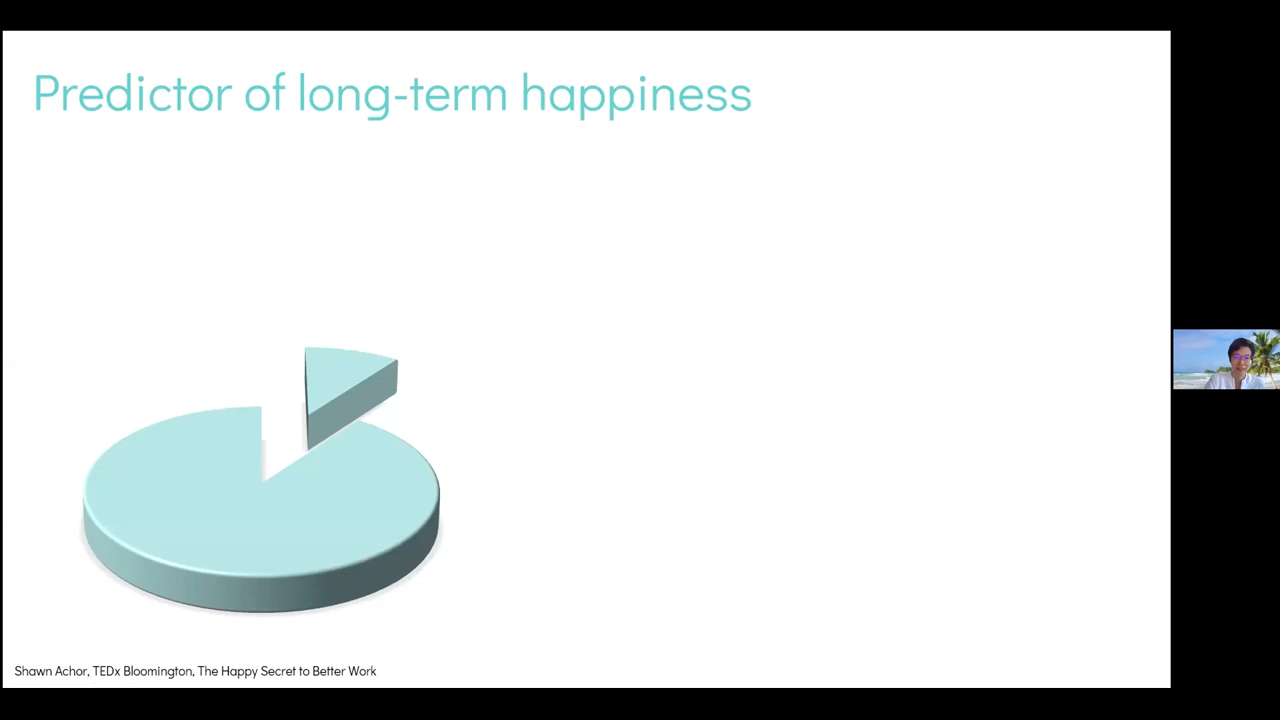 Predictor of long-term happiness
Shawn Achor, TEDx Bloomington, The Happy Secret to Better Work